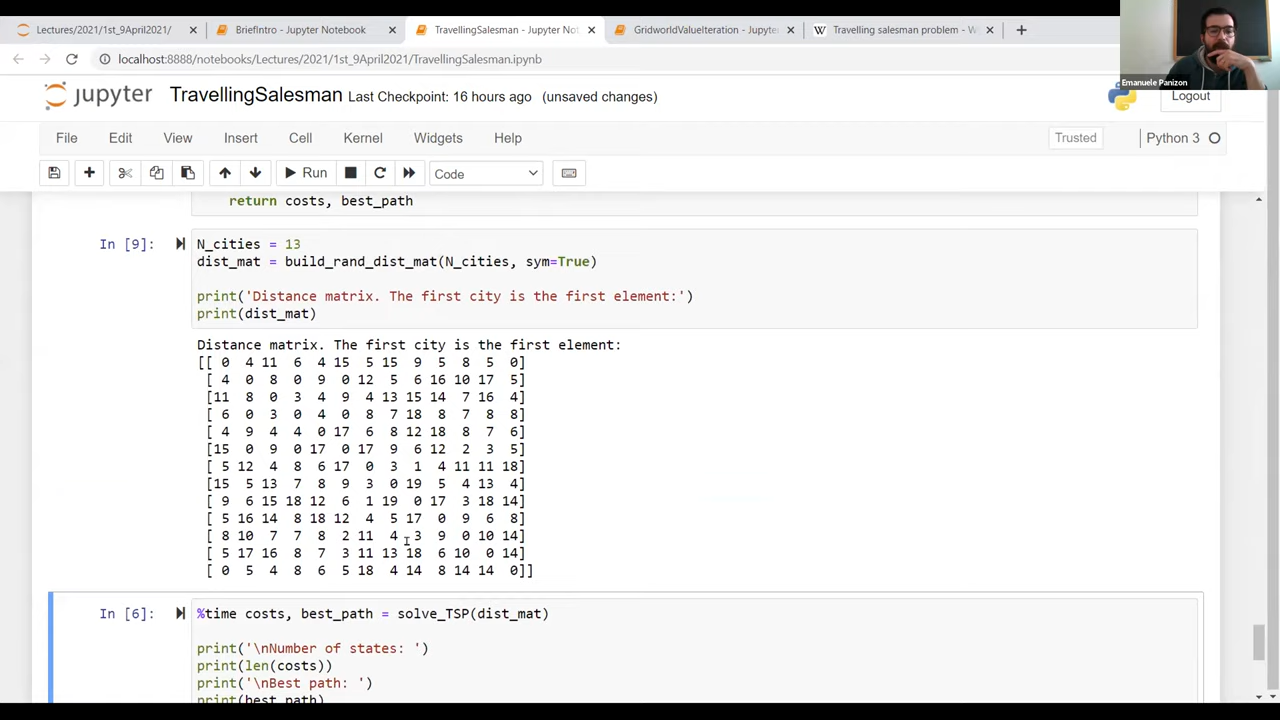 Lectures/2021/1st_9April2021/
BriefIntro - Jupyter Notebook
TravellingSalesman - Jupyter Not
GridworldValueIteration - Jupyte
Travelling salesman problem - W
localhost:8888/notebooks/Lectures/2021/1st_9April2021/TravellingSalesman.ipynb
Emanuele Panizon
jupyter TravellingSalesman Last Checkpoint: 16 hours ago (unsaved changes)
Logout
File Edit View Insert Cell Kernel Widgets Help
Trusted Python 3
Run Code
return costs, best_path
In [9]: N_cities = 13
dist_mat = build_rand_dist_mat(N_cities, sym=True)
print('Distance matrix. The first city is the first element:')
print(dist_mat)
Distance matrix. The first city is the first element:
[[ 0 4 11 6 4 15 5 15 9 5 8 5 0]
[ 4 0 8 0 9 0 12 5 6 16 10 17 5]
[11 8 0 3 4 9 4 13 15 14 7 16 4]
[ 6 0 3 0 4 0 8 7 18 8 7 8 8]
[ 4 9 4 4 0 17 6 8 12 18 8 7 6]
[15 0 9 0 17 0 17 9 6 12 2 3 5]
[ 5 12 4 8 6 17 0 3 1 4 11 11 18]
[15 5 13 7 8 9 3 0 19 5 4 13 4]
[ 9 6 15 18 12 6 1 19 0 17 3 18 14]
[ 5 16 14 8 18 12 4 5 17 0 9 6 8]
[ 8 10 7 7 8 2 11 4 3 9 0 10 14]
[ 5 17 16 8 7 3 11 13 18 6 10 0 14]
[ 0 5 4 8 6 5 18 4 14 8 14 14 0]]
In [6]: %time costs, best_path = solve_TSP(dist_mat)
print('\nNumber of states: ')
print(len(costs))
print('\nBest path: ')
print(best_path)